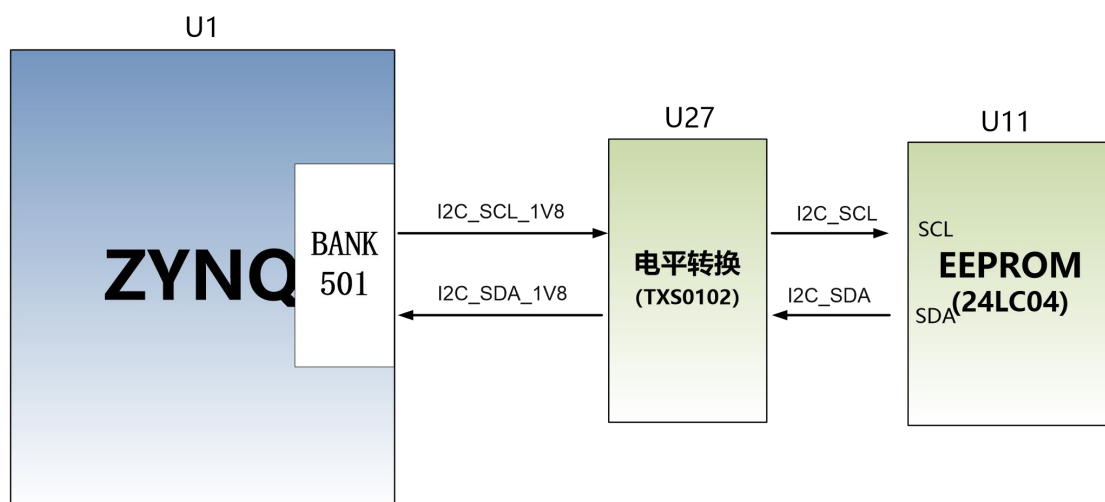 U1
ZYNQ
BANK
501
I2C_SCL_1V8
I2C_SDA_1V8
U27
电平转换
(TXS0102)
I2C_SCL
I2C_SDA
U11
SCL
EEPROM
(24LC04)
SDA